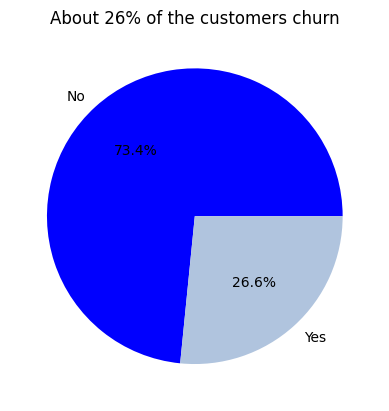 About 26% of the customers churn
No
73.4%
26.6%
Yes